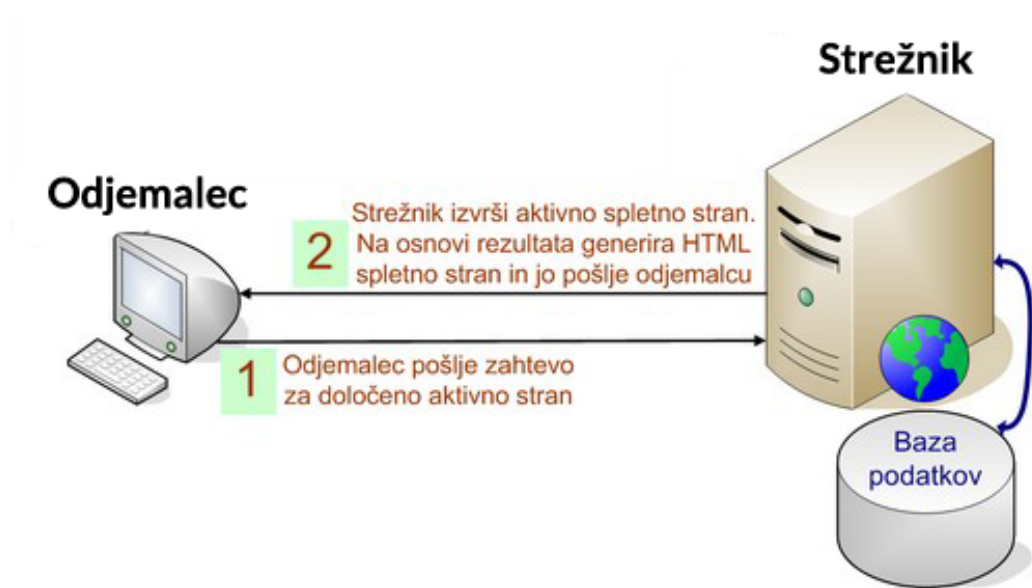 Strežnik
Odjemalec
2
Strežnik izvrši aktivno spletno stran.
Na osnovi rezultata generira HTML
spletno stran in jo pošlje odjemalcu
1
Odjemalec pošlje zahtevo
za določeno aktivno stran
Baza
podatkov